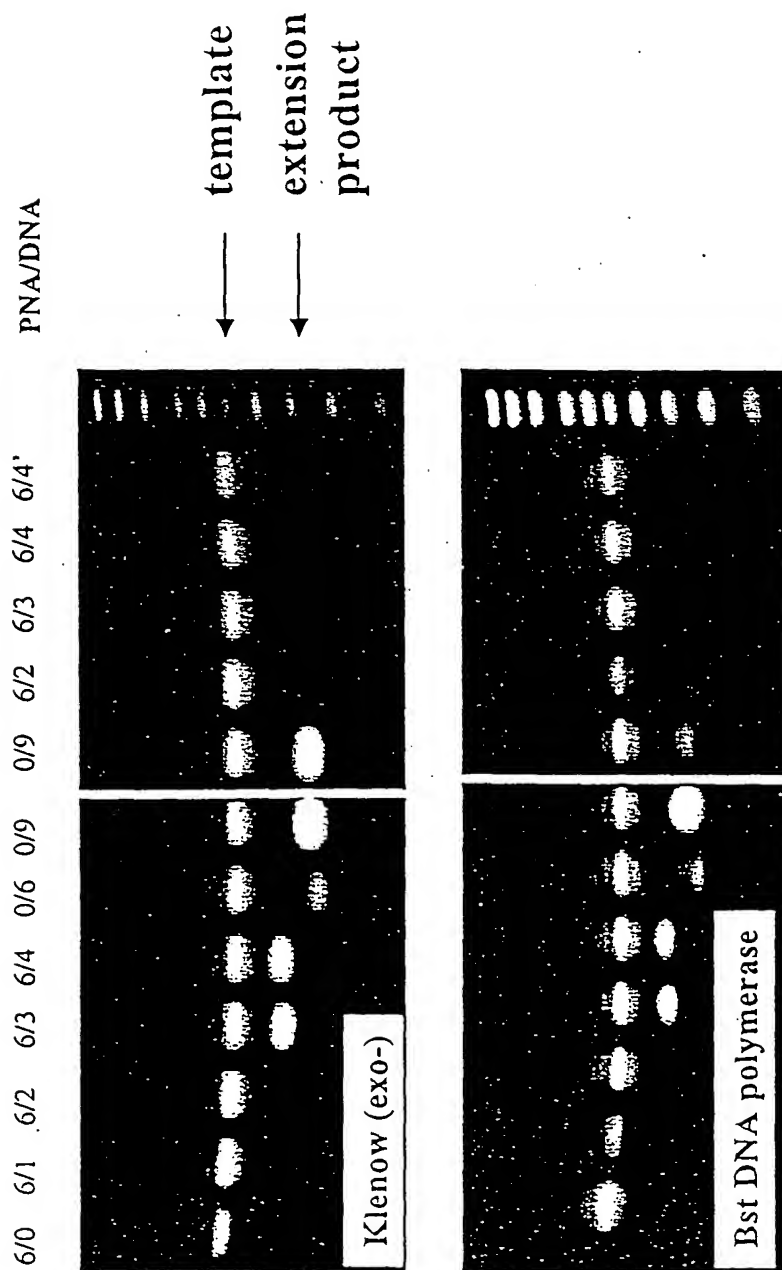 PNA/DNA
6/0 6/1 6/2 6/3 6/4 0/6 0/9 0/9 6/2 6/3 6/4 6/4'
template
extension
product
Klenow (exo-)
Bst DNA polymerase